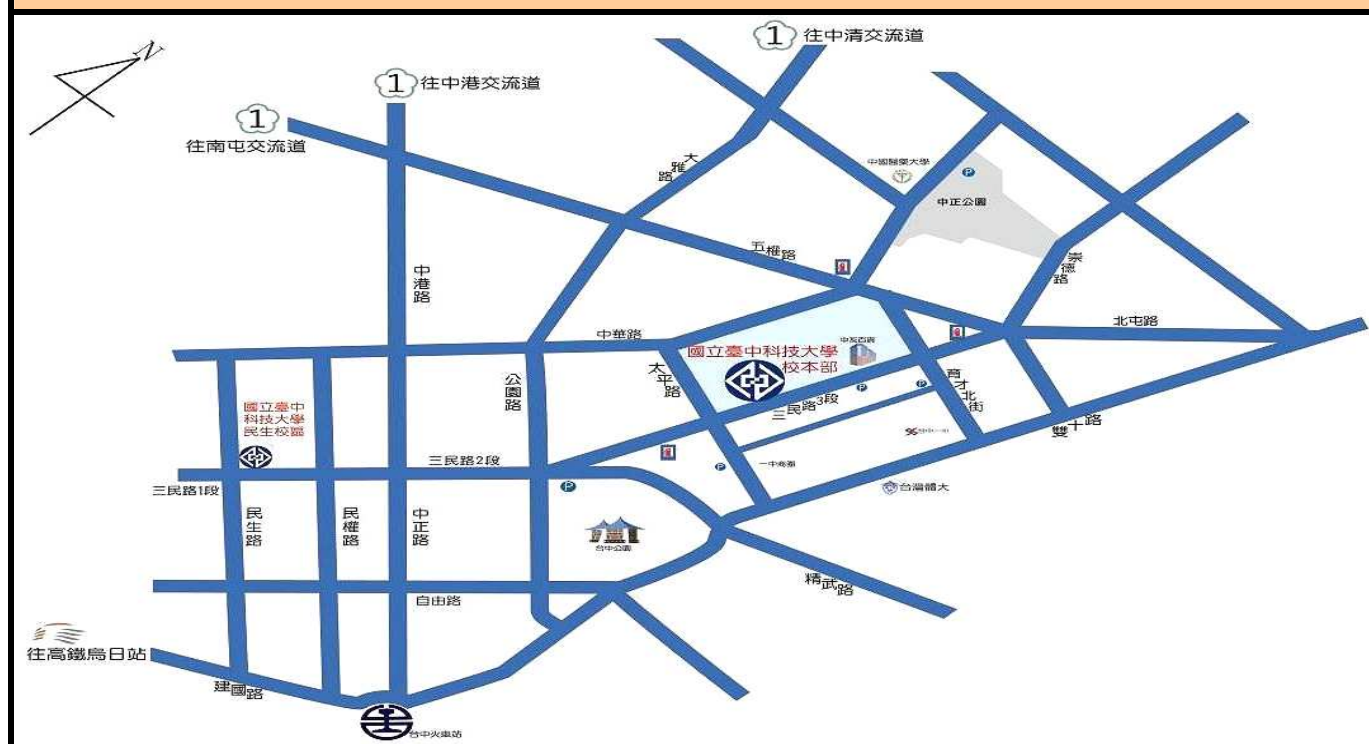 N
1 往中清交流道
1 往中港交流道
1
往南屯交流道
大雅路
中國醫藥大學
P
中正公園
五權路
崇德路
中港路
北屯路
中華路
國立臺中科技大學
校本部
中友百貨
太平路
公園路
三民路3段
P
P
育才北街
國立臺中
科技大學
民生校區
雙十路
一中商圈
P
三民路2段
三民路1段
P
台灣體大
民生路
民權路
中正路
台中公園
精武路
自由路
往高鐵烏日站
建國路
台中火車站